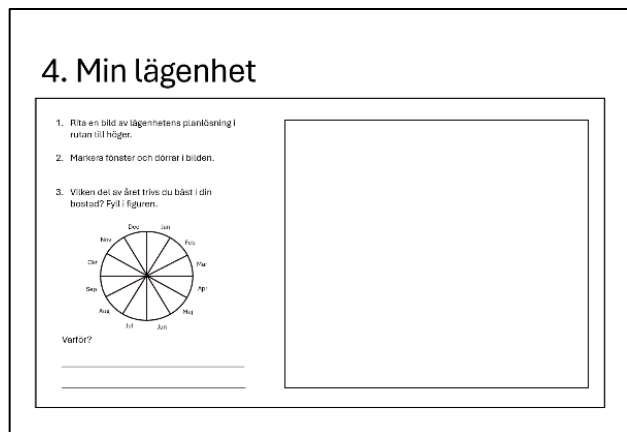 4. Min lägenhet
1. Rita en bild av lägenhetens planlösning i
rutan till höger.
2. Markera fönster och dörrar i bilden.
3. Vilken del av året trivs du bäst i din
bostad? Fyll i figuren.
Dec Jan
Nov Feb
Okt Mar
Sep Apr
Aug Maj
Jul Jun
Varför?